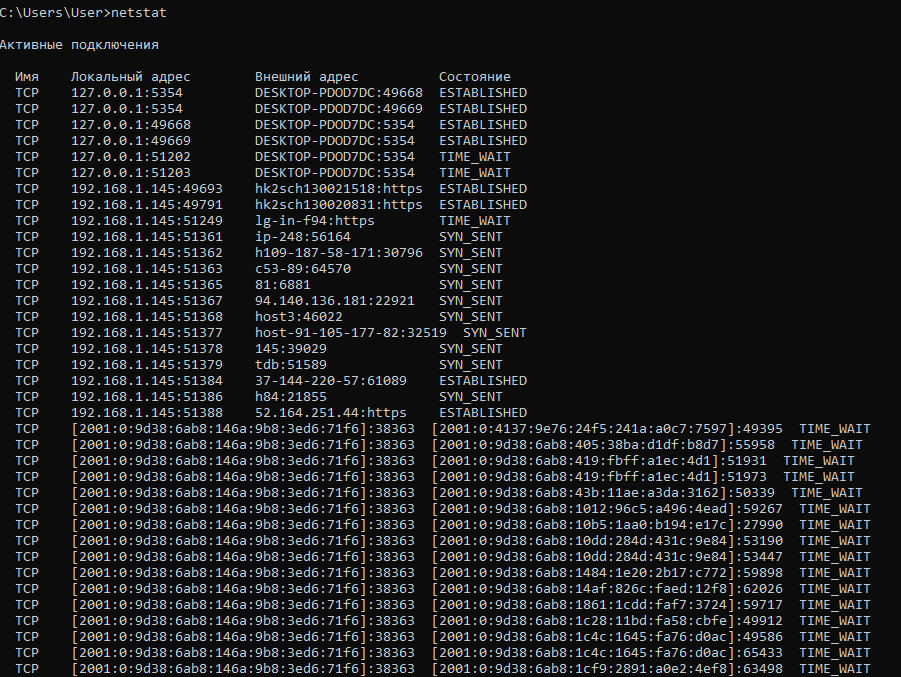 C:\Users\User>netstat
Активные подключения
Имя Локальный адрес Внешний адрес Состояние
TCP 127.0.0.1:5354 DESKTOP-PDOD7DC:49668 ESTABLISHED
TCP 127.0.0.1:5354 DESKTOP-PDOD7DC:49669 ESTABLISHED
TCP 127.0.0.1:49668 DESKTOP-PDOD7DC:5354 ESTABLISHED
TCP 127.0.0.1:49669 DESKTOP-PDOD7DC:5354 ESTABLISHED
TCP 127.0.0.1:51202 DESKTOP-PDOD7DC:5354 TIME_WAIT
TCP 127.0.0.1:51203 DESKTOP-PDOD7DC:5354 TIME_WAIT
TCP 192.168.1.145:49693 hk2sch130021518:https ESTABLISHED
TCP 192.168.1.145:49791 hk2sch130020831:https ESTABLISHED
TCP 192.168.1.145:51249 lg-in-f94:https TIME_WAIT
TCP 192.168.1.145:51361 ip-248:56164 SYN_SENT
TCP 192.168.1.145:51362 h109-187-58-171:30796 SYN_SENT
TCP 192.168.1.145:51363 c53-89:64570 SYN_SENT
TCP 192.168.1.145:51365 81:6881 SYN_SENT
TCP 192.168.1.145:51367 94.140.136.181:22921 SYN_SENT
TCP 192.168.1.145:51368 host3:46022 SYN_SENT
TCP 192.168.1.145:51377 host-91-105-177-82:32519 SYN_SENT
TCP 192.168.1.145:51378 145:39029 SYN_SENT
TCP 192.168.1.145:51379 tdb:51589 SYN_SENT
TCP 192.168.1.145:51384 37-144-220-57:61089 ESTABLISHED
TCP 192.168.1.145:51386 h84:21855 SYN_SENT
TCP 192.168.1.145:51388 52.164.251.44:https ESTABLISHED
TCP [2001:0:9d38:6ab8:146a:9b8:3ed6:71f6]:38363 [2001:0:4137:9e76:24f5:241a:a0c7:7597]:49395 TIME_WAIT
TCP [2001:0:9d38:6ab8:146a:9b8:3ed6:71f6]:38363 [2001:0:9d38:6ab8:405:38ba:d1df:b8d7]:55958 TIME_WAIT
TCP [2001:0:9d38:6ab8:146a:9b8:3ed6:71f6]:38363 [2001:0:9d38:6ab8:419:fbff:a1ec:4d1]:51931 TIME_WAIT
TCP [2001:0:9d38:6ab8:146a:9b8:3ed6:71f6]:38363 [2001:0:9d38:6ab8:419:fbff:a1ec:4d1]:51973 TIME_WAIT
TCP [2001:0:9d38:6ab8:146a:9b8:3ed6:71f6]:38363 [2001:0:9d38:6ab8:43b:11ae:a3da:3162]:50339 TIME_WAIT
TCP [2001:0:9d38:6ab8:146a:9b8:3ed6:71f6]:38363 [2001:0:9d38:6ab8:1012:96c5:a496:4ead]:59267 TIME_WAIT
TCP [2001:0:9d38:6ab8:146a:9b8:3ed6:71f6]:38363 [2001:0:9d38:6ab8:10b5:1aa0:b194:e17c]:27990 TIME_WAIT
TCP [2001:0:9d38:6ab8:146a:9b8:3ed6:71f6]:38363 [2001:0:9d38:6ab8:10dd:284d:431c:9e84]:53190 TIME_WAIT
TCP [2001:0:9d38:6ab8:146a:9b8:3ed6:71f6]:38363 [2001:0:9d38:6ab8:10dd:284d:431c:9e84]:53447 TIME_WAIT
TCP [2001:0:9d38:6ab8:146a:9b8:3ed6:71f6]:38363 [2001:0:9d38:6ab8:1484:1e20:2b17:c772]:59898 TIME_WAIT
TCP [2001:0:9d38:6ab8:146a:9b8:3ed6:71f6]:38363 [2001:0:9d38:6ab8:14af:826c:faed:12f8]:62026 TIME_WAIT
TCP [2001:0:9d38:6ab8:146a:9b8:3ed6:71f6]:38363 [2001:0:9d38:6ab8:1861:1cdd:faf7:3724]:59717 TIME_WAIT
TCP [2001:0:9d38:6ab8:146a:9b8:3ed6:71f6]:38363 [2001:0:9d38:6ab8:1c28:11bd:fa58:cbfe]:49912 TIME_WAIT
TCP [2001:0:9d38:6ab8:146a:9b8:3ed6:71f6]:38363 [2001:0:9d38:6ab8:1c4c:1645:fa76:d0ac]:49586 TIME_WAIT
TCP [2001:0:9d38:6ab8:146a:9b8:3ed6:71f6]:38363 [2001:0:9d38:6ab8:1c4c:1645:fa76:d0ac]:65433 TIME_WAIT
TCP [2001:0:9d38:6ab8:146a:9b8:3ed6:71f6]:38363 [2001:0:9d38:6ab8:1cf9:2891:a0e2:4ef8]:63498 TIME_WAIT